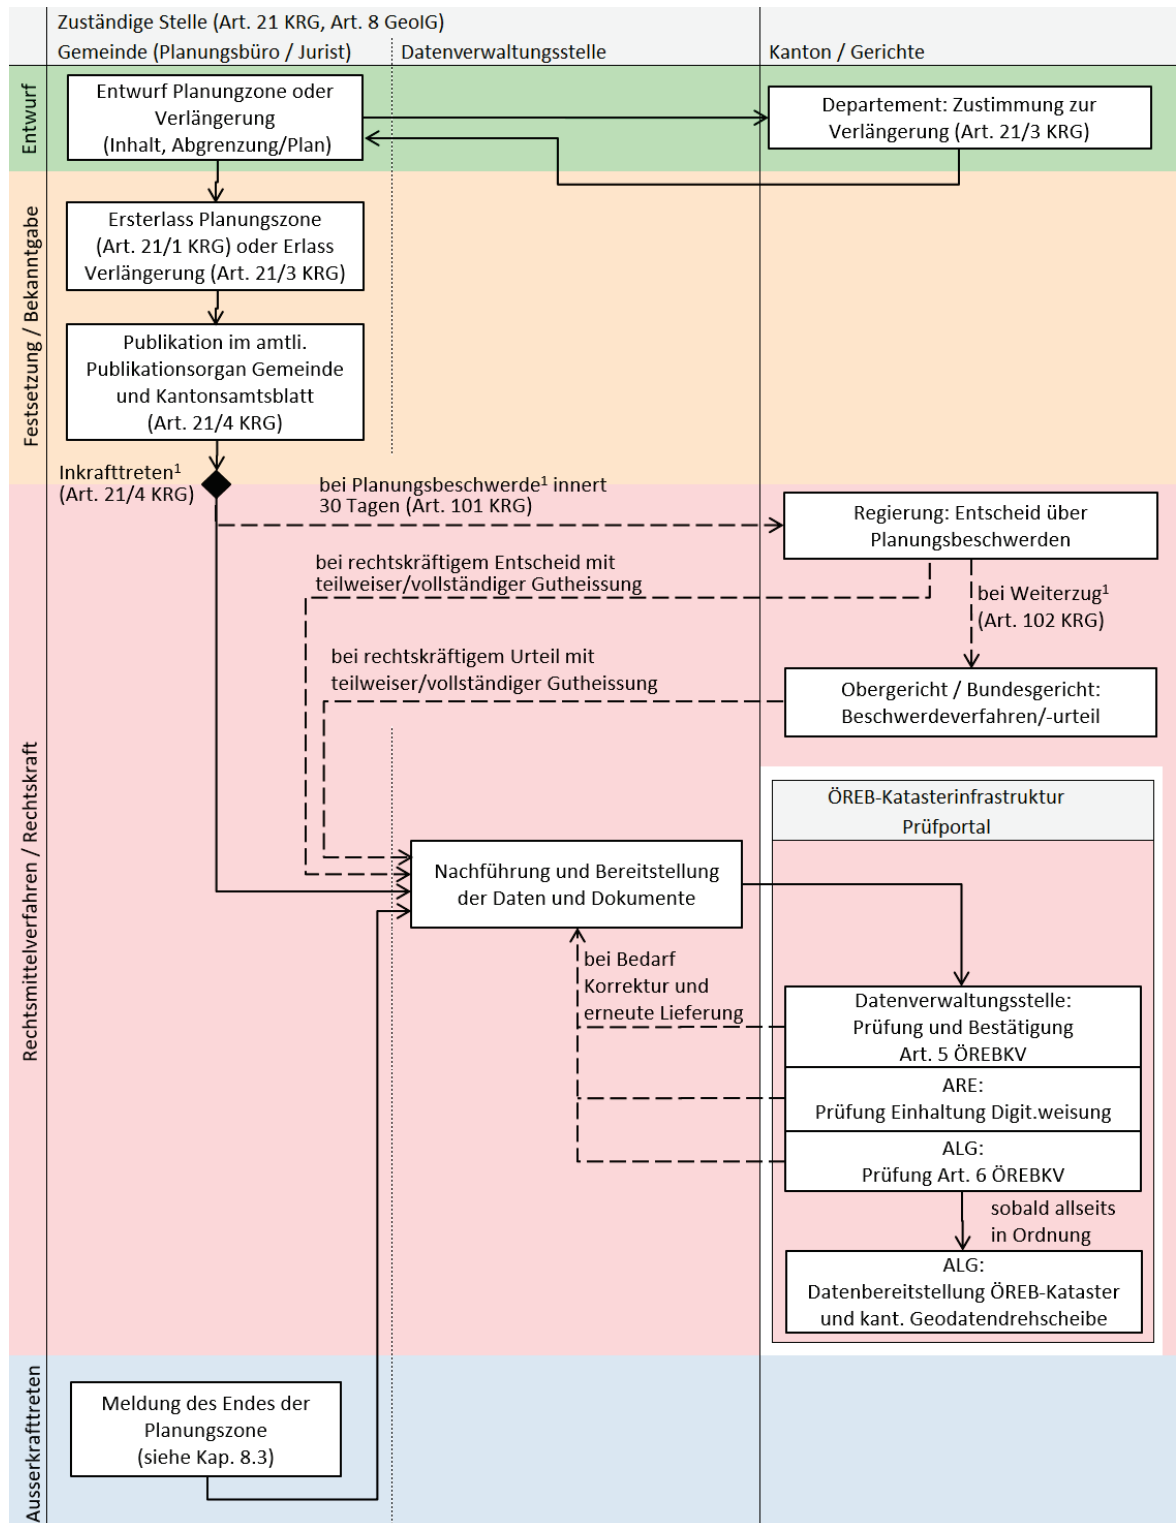 Zuständige Stelle (Art. 21 KRG, Art. 8 GeoIG)
Gemeinde (Planungsbüro / Jurist)
Datenverwaltungsstelle
Kanton / Gerichte
Entwurf
Entwurf Planungzone oder
Verlängerung
(Inhalt, Abgrenzung/Plan)
Departement: Zustimmung zur
Verlängerung (Art. 21/3 KRG)
Festsetzung / Bekanntgabe
Ersterlass Planungszone
(Art. 21/1 KRG) oder Erlass
Verlängerung (Art. 21/3 KRG)
Publikation im amtli.
Publikationsorgan Gemeinde
und Kantonsamtsblatt
(Art. 21/4 KRG)
Inkrafttreten¹
(Art. 21/4 KRG)
Rechtsmittelverfahren / Rechtskraft
bei Planungsbeschwerde¹ innert
30 Tagen (Art. 101 KRG)
Regierung: Entscheid über
Planungsbeschwerden
bei rechtskräftigem Entscheid mit
teilweiser/vollständiger Gutheissung
bei Weiterzug¹
(Art. 102 KRG)
bei rechtskräftigem Urteil mit
teilweiser/vollständiger Gutheissung
Obergericht / Bundesgericht:
Beschwerdeverfahren/-urteil
ÖREB-Katasterinfrastruktur
Prüfportal
Nachführung und Bereitstellung
der Daten und Dokumente
bei Bedarf
Korrektur und
erneute Lieferung
Datenverwaltungsstelle:
Prüfung und Bestätigung
Art. 5 ÖREBKV
ARE:
Prüfung Einhaltung Digit.weisung
ALG:
Prüfung Art. 6 ÖREBKV
sobald allseits
in Ordnung
ALG:
Datenbereitstellung ÖREB-Kataster
und kant. Geodatendrehscheibe
Ausserkrafttreten
Meldung des Endes der
Planungszone
(siehe Kap. 8.3)